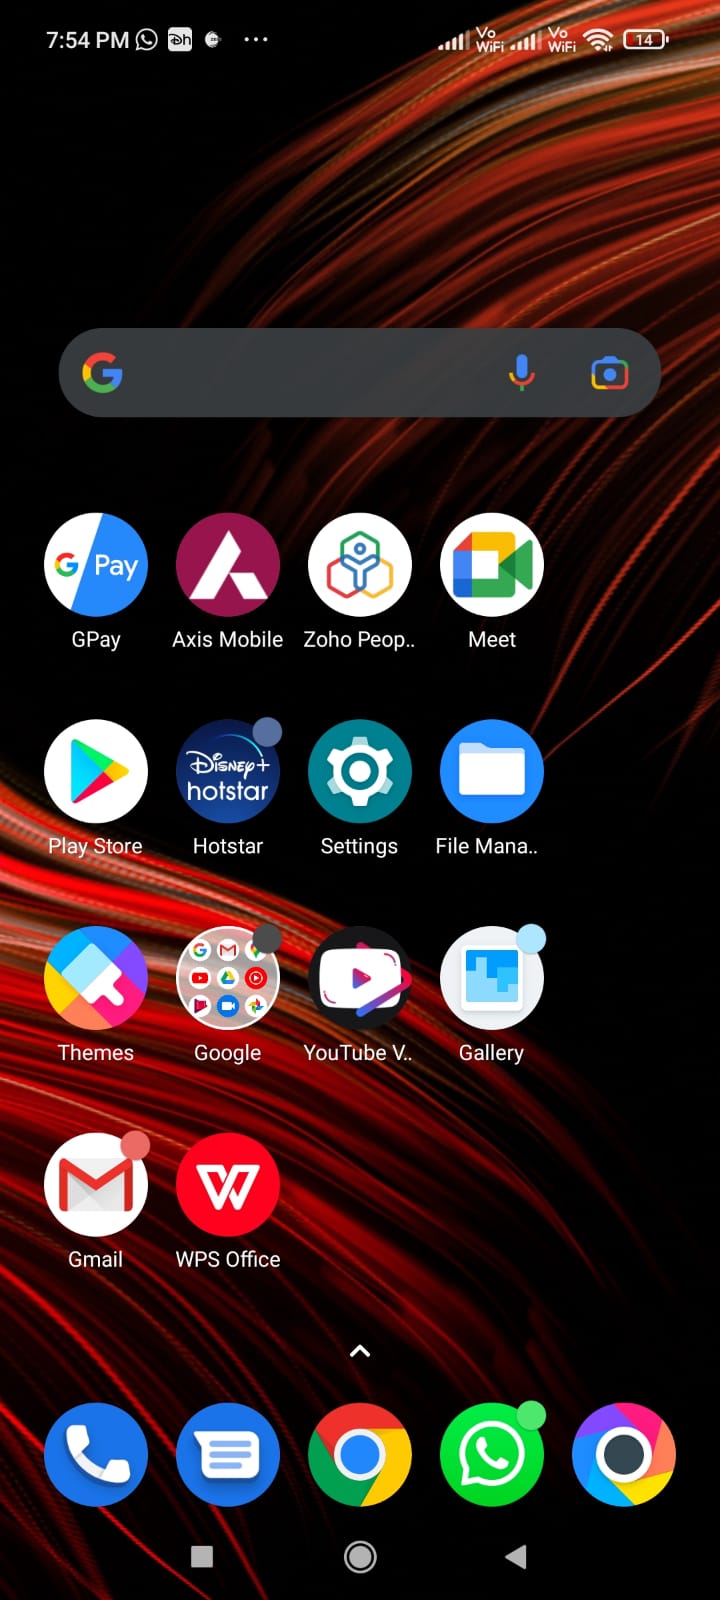 7:54 PM
Vo WiFi
Vo WiFi
14
G Pay
GPay
Axis Mobile
Zoho Peop..
Meet
Disney+
hotstar
Play Store
Hotstar
Settings
File Mana..
Themes
Google
YouTube V..
Gallery
Gmail
WPS Office